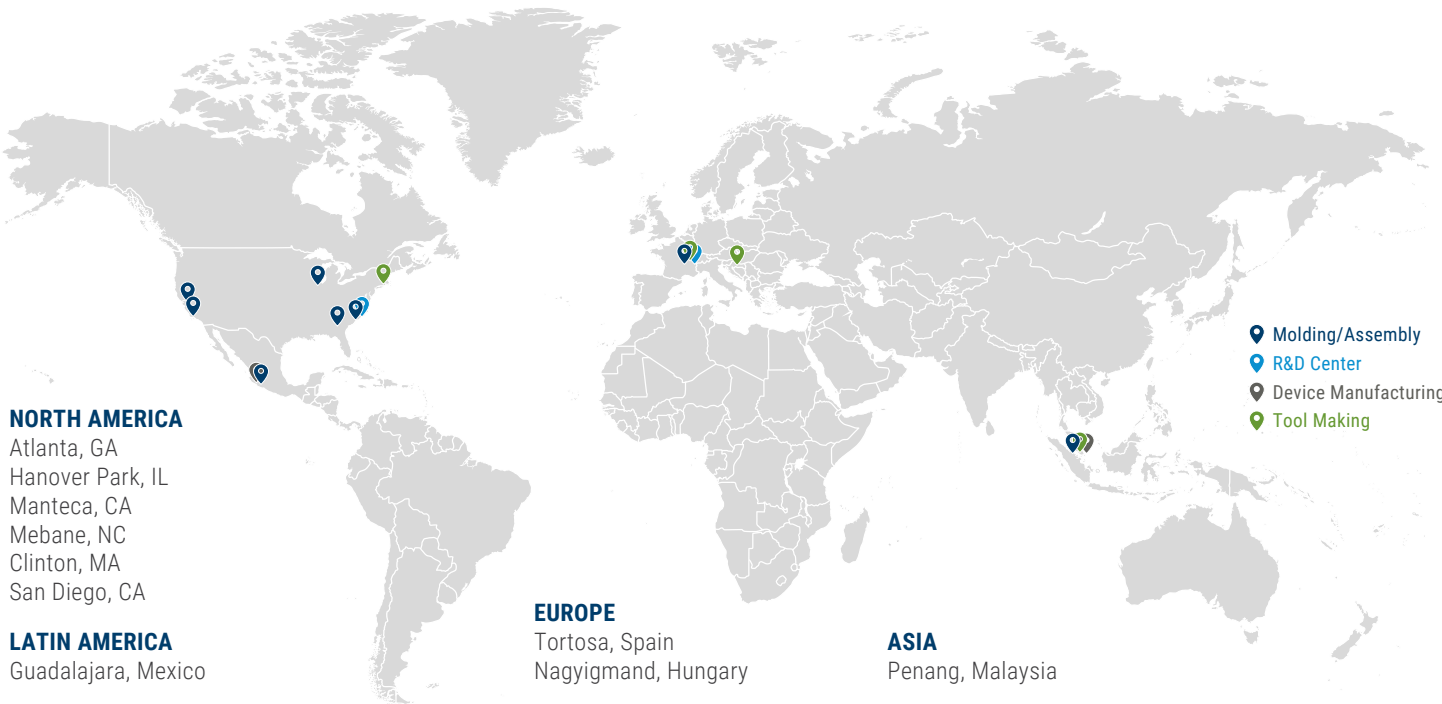 Molding/Assembly
R&D Center
Device Manufacturing
Tool Making
NORTH AMERICA
Atlanta, GA
Hanover Park, IL
Manteca, CA
Mebane, NC
Clinton, MA
San Diego, CA
LATIN AMERICA
Guadalajara, Mexico
EUROPE
Tortosa, Spain
Nagyigmand, Hungary
ASIA
Penang, Malaysia